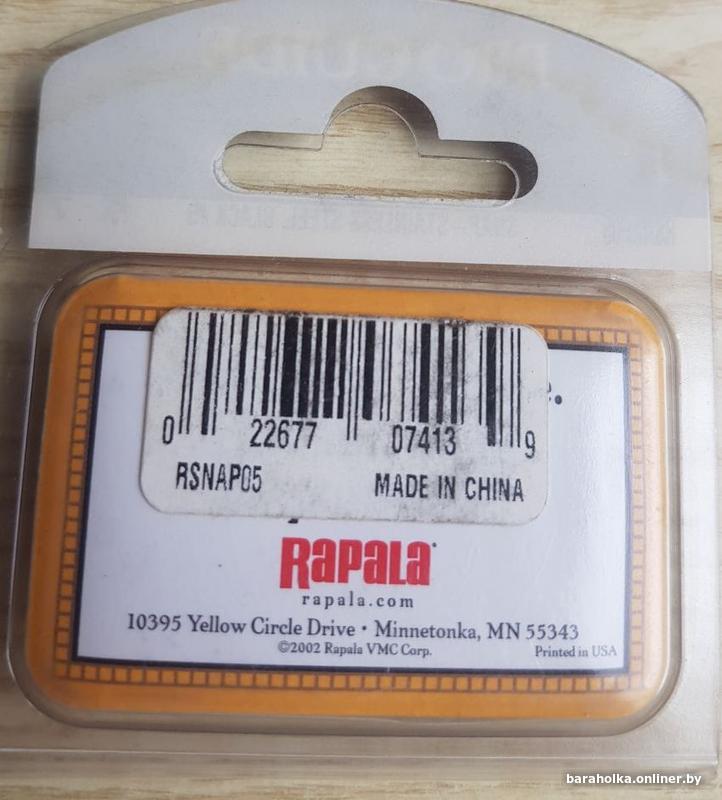 0 22677 07413 9
RSNAP05 MADE IN CHINA
RAPALA
rapala.com
10395 Yellow Circle Drive • Minnetonka, MN 55343
©2002 Rapala VMC Corp. Printed in USA
baraholka.onliner.by